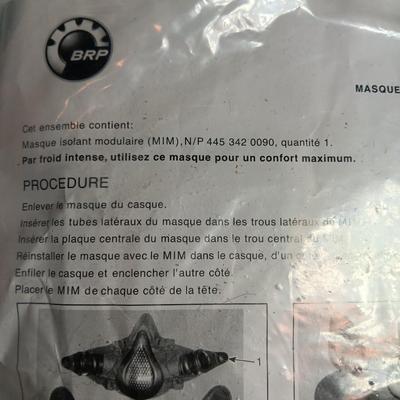 BRP
MASQUE
Cet ensemble contient:
Masque isolant modulaire (MIM), N/P 445 342 0090, quantité 1.
Par froid intense, utilisez ce masque pour un confort maximum.
PROCEDURE
Enlever le masque du casque.
Insérer les tubes latéraux du masque dans les trous latéraux du
Insérer la plaque centrale du masque dans le trou central du MIM
Réinstaller le masque avec le MIM dans le casque, d'un
Enfiler le casque et enclencher l'autre côté.
Placer le MIM de chaque côté de la tête.
1